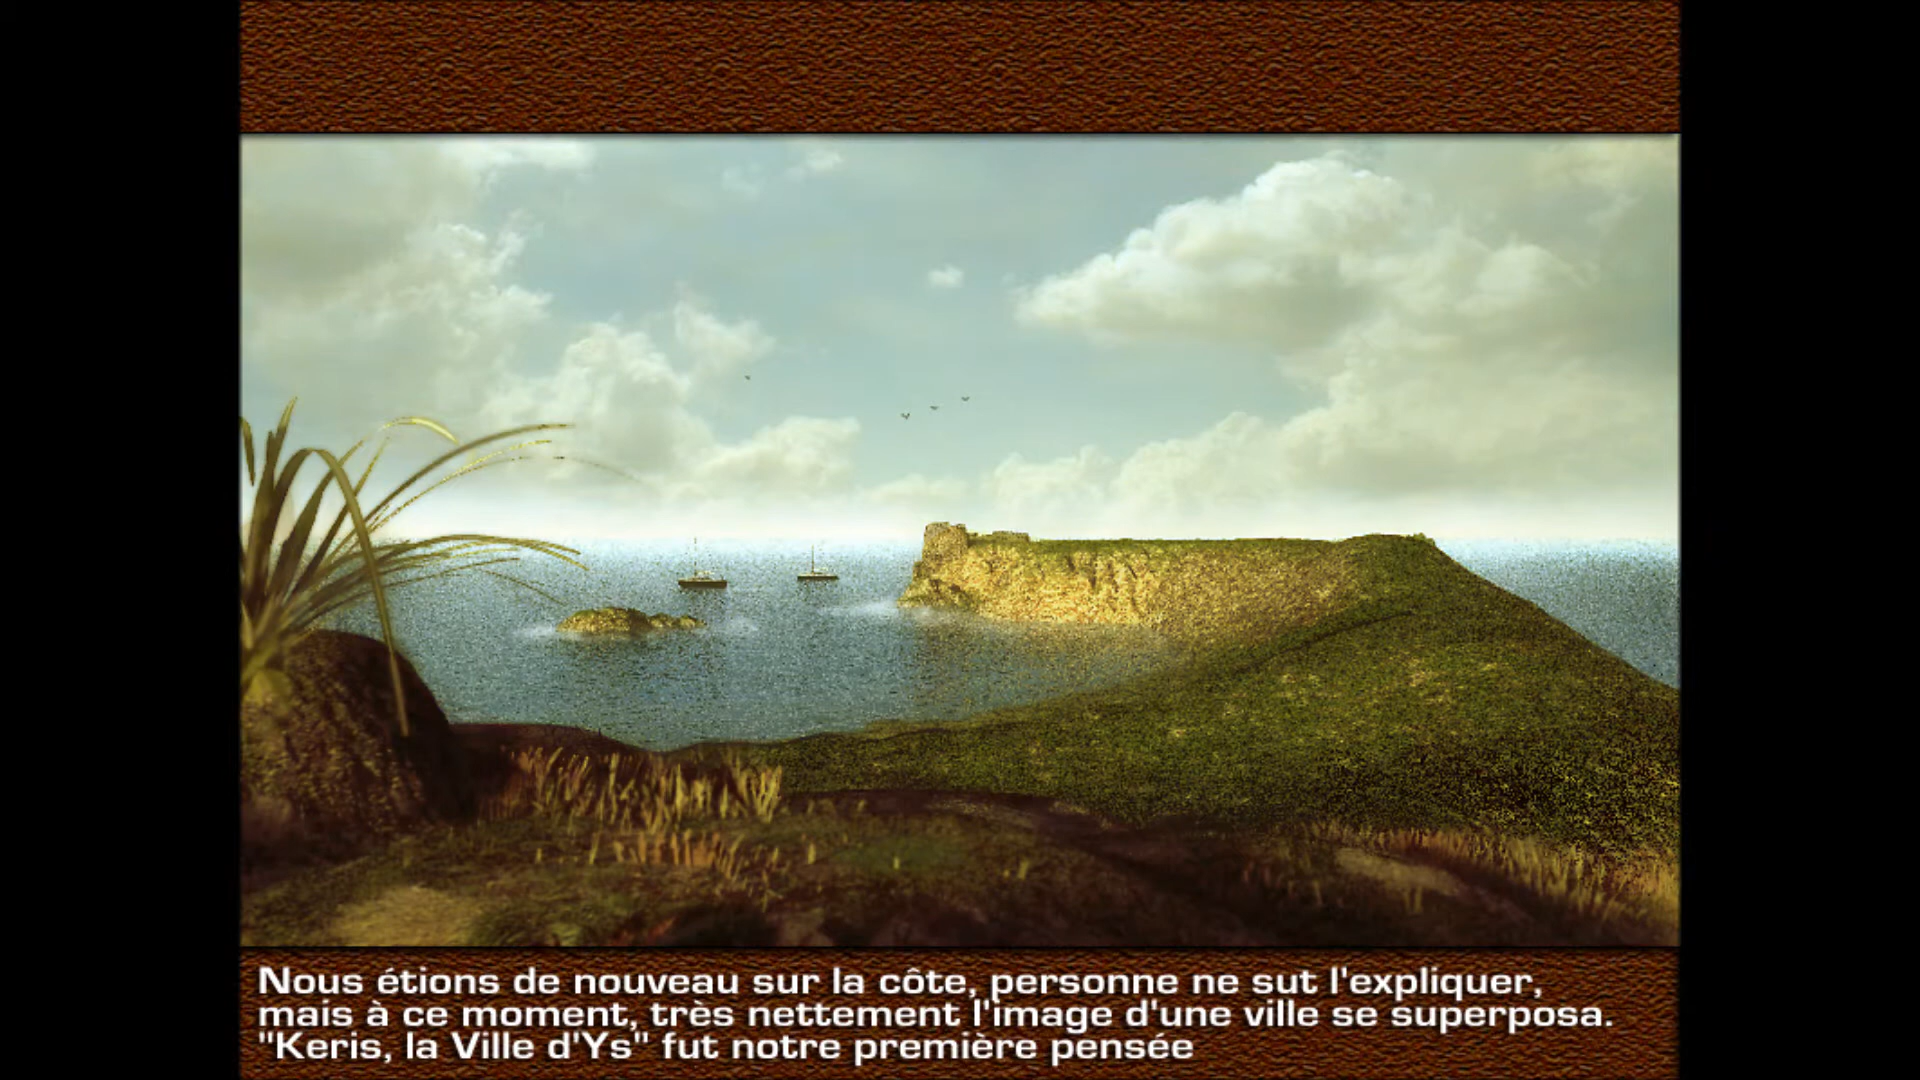 Nous étions de nouveau sur la côte, personne ne sut l'expliquer,
mais à ce moment, très nettement l'image d'une ville se superposa.
"Keris, la Ville d'Ys" fut notre première pensée